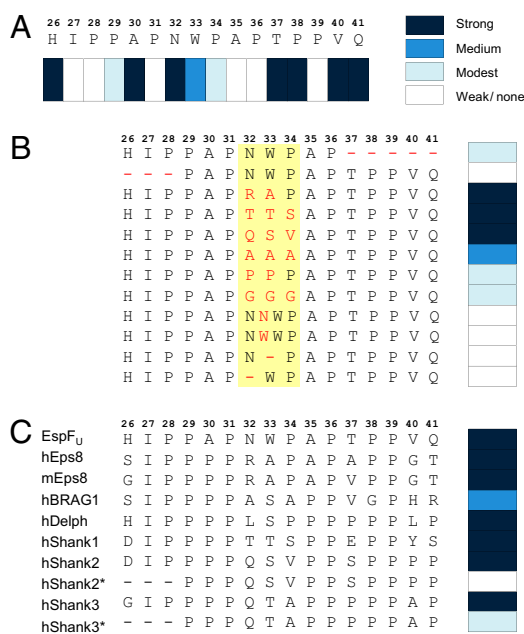 A
26 27 28 29 30 31 32 33 34 35 36 37 38 39 40 41
H I P P A P N W P A P T P P V Q
Strong
Medium
Modest
Weak/none
B
26 27 28 29 30 31 32 33 34 35 36 37 38 39 40 41
H I P P A P N W P A P - - - - -
- - - P A P N W P A P T P P V Q
H I P P A P R A P A P T P P V Q
H I P P A P T T S A P T P P V Q
H I P P A P Q S V A P T P P V Q
H I P P A P A A A A P T P P V Q
H I P P A P P P P A P T P P V Q
H I P P A P G G G A P T P P V Q
H I P P A P N N W P A P T P P V Q
H I P P A P N W W P A P T P P V Q
H I P P A P N - P A P T P P V Q
H I P P A P - W P A P T P P V Q
C
26 27 28 29 30 31 32 33 34 35 36 37 38 39 40 41
EspFU H I P P A P N W P A P T P P V Q
hEps8 S I P P P P R A P A P A P P G T
mEps8 G I P P P P R A P A P V P P G T
hBRAG1 S I P P P P A S A P P V G P H R
hDelph H I P P P P L S P P P P P P L P
hShank1 D I P P P P T T S P P E P P Y S
hShank2 D I P P P P Q S V P P S P P P P
hShank2* - - - P P P Q S V P P S P P P P
hShank3 G I P P P P Q T A P P P P P A P
hShank3* - - - P P P Q T A P P P P P A P